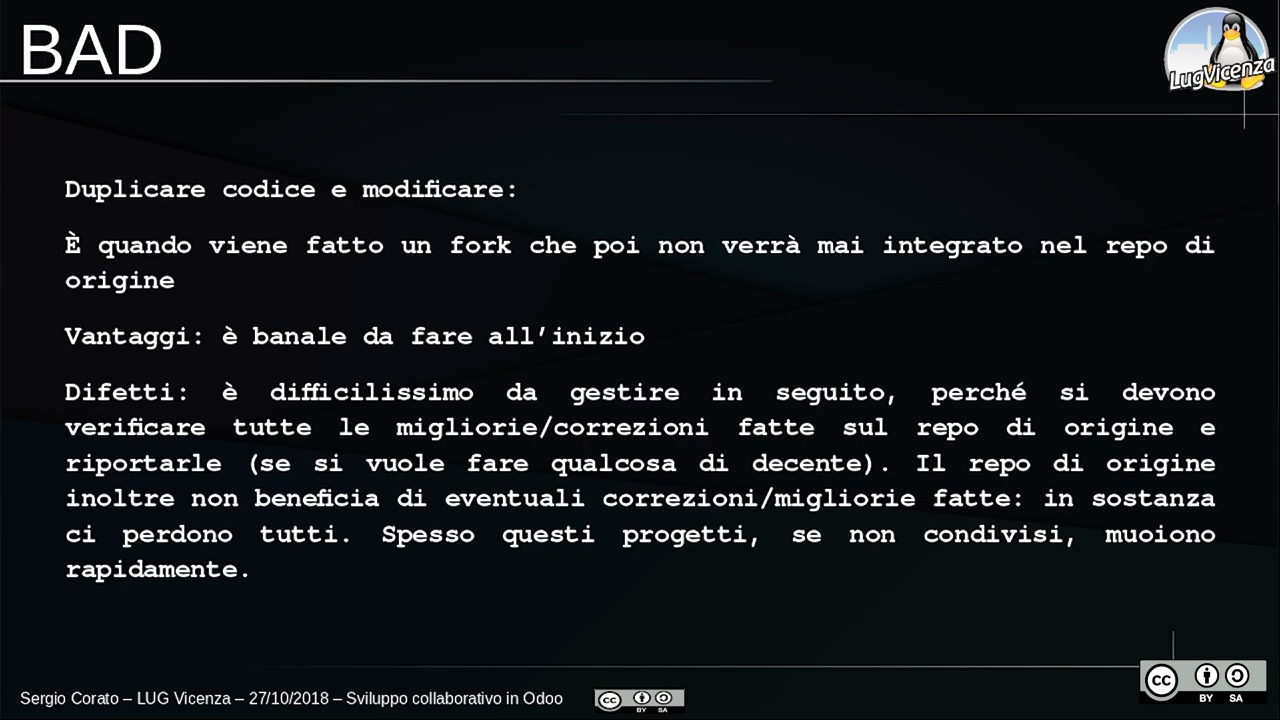 BAD
LugVicenza
Duplicare codice e modificare:
È quando viene fatto un fork che poi non verrà mai integrato nel repo di
origine
Vantaggi: è banale da fare all’inizio
Difetti: è difficilissimo da gestire in seguito, perché si devono
verificare tutte le migliorie/correzioni fatte sul repo di origine e
riportarle (se si vuole fare qualcosa di decente). Il repo di origine
inoltre non beneficia di eventuali correzioni/migliorie fatte: in sostanza
ci perdono tutti. Spesso questi progetti, se non condivisi, muoiono
rapidamente.
Sergio Corato – LUG Vicenza – 27/10/2018 – Sviluppo collaborativo in Odoo
cc BY SA
cc BY SA